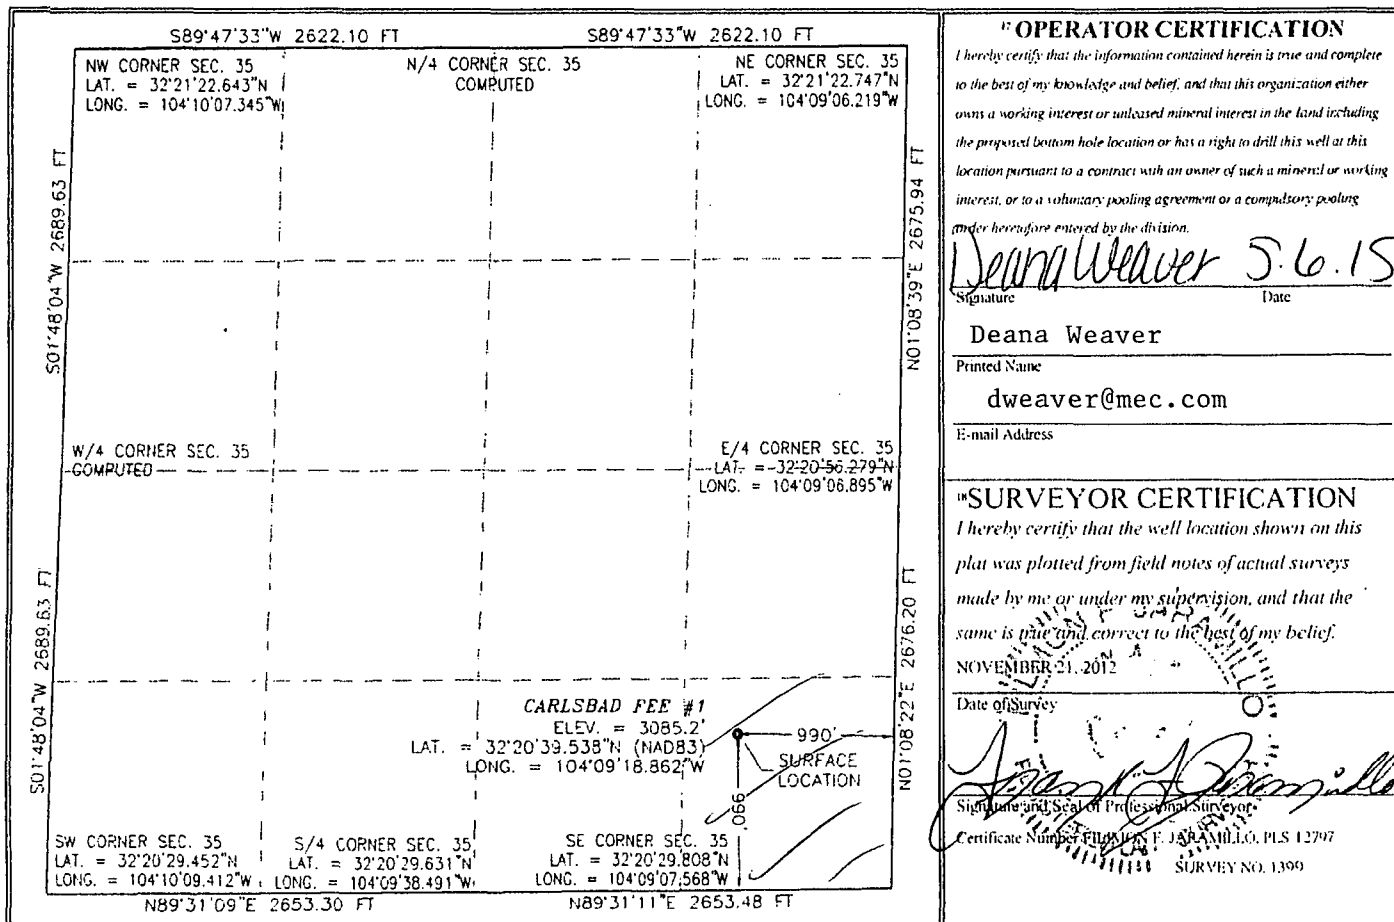 S89°47'33"W 2622.10 FT
S89°47'33"W 2622.10 FT
NW CORNER SEC. 35
LAT. = 32°21'22.643"N
LONG. = 104°10'07.345"W
N/4 CORNER SEC. 35
COMPUTED
NE CORNER SEC. 35
LAT. = 32°21'22.747"N
LONG. = 104°09'06.219"W
S01°48'04"W 2689.63 FT
N01°08'39"E 2675.94 FT
W/4 CORNER SEC. 35
COMPUTED
E/4 CORNER SEC. 35
LAT. = 32°20'56.279"N
LONG. = 104°09'06.895"W
S01°48'04"W 2689.63 FT
N01°08'22"E 2676.20 FT
CARLSBAD FEE #1
ELEV. = 3085.2'
LAT. = 32°20'39.538"N (NAD83)
LONG. = 104°09'18.862"W
990'
SURFACE
LOCATION
990'
SW CORNER SEC. 35
LAT. = 32°20'29.452"N
LONG. = 104°10'09.412"W
S/4 CORNER SEC. 35
LAT. = 32°20'29.631"N
LONG. = 104°09'38.491"W
SE CORNER SEC. 35
LAT. = 32°20'29.808"N
LONG. = 104°09'07.568"W
N89°31'09"E 2653.30 FT
N89°31'11"E 2653.48 FT
17 OPERATOR CERTIFICATION
I hereby certify that the information contained herein is true and complete
to the best of my knowledge and belief, and that this organization either
owns a working interest or unleased mineral interest in the land including
the proposed bottom hole location or has a right to drill this well at this
location pursuant to a contract with an owner of such a mineral or working
interest, or to a voluntary pooling agreement or a compulsory pooling
order heretofore entered by the division.
Deana Weaver 5.6.15
Signature Date
Deana Weaver
Printed Name
dweaver@mec.com
E-mail Address
18 SURVEYOR CERTIFICATION
I hereby certify that the well location shown on this
plat was plotted from field notes of actual surveys
made by me or under my supervision, and that the
same is true and correct to the best of my belief.
NOVEMBER 21, 2012
Date of Survey
Signature and Seal of Professional Surveyor
Certificate Number FILIMON F. JARAMILLO, PLS 12797
SURVEY NO. 1399